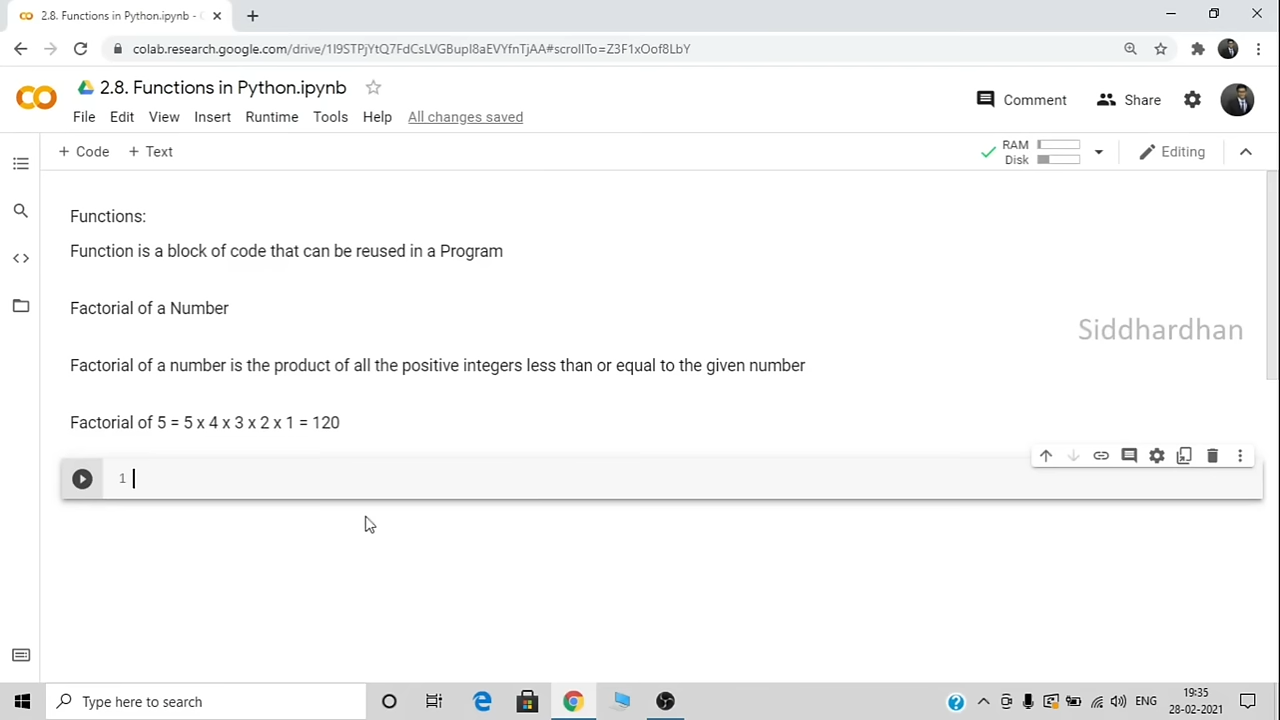 2.8. Functions in Python.ipynb - C
colab.research.google.com/drive/1I9STPjYtQ7FdCsLVGBupI8aEVYfnTjAA#scrollTo=Z3F1xOof8LbY
2.8. Functions in Python.ipynb
File Edit View Insert Runtime Tools Help All changes saved
Comment Share
+ Code + Text
RAM
Disk
Editing
Functions:
Function is a block of code that can be reused in a Program
Factorial of a Number
Siddhardhan
Factorial of a number is the product of all the positive integers less than or equal to the given number
Factorial of 5 = 5 x 4 x 3 x 2 x 1 = 120
1
Type here to search
ENG
19:35
28-02-2021